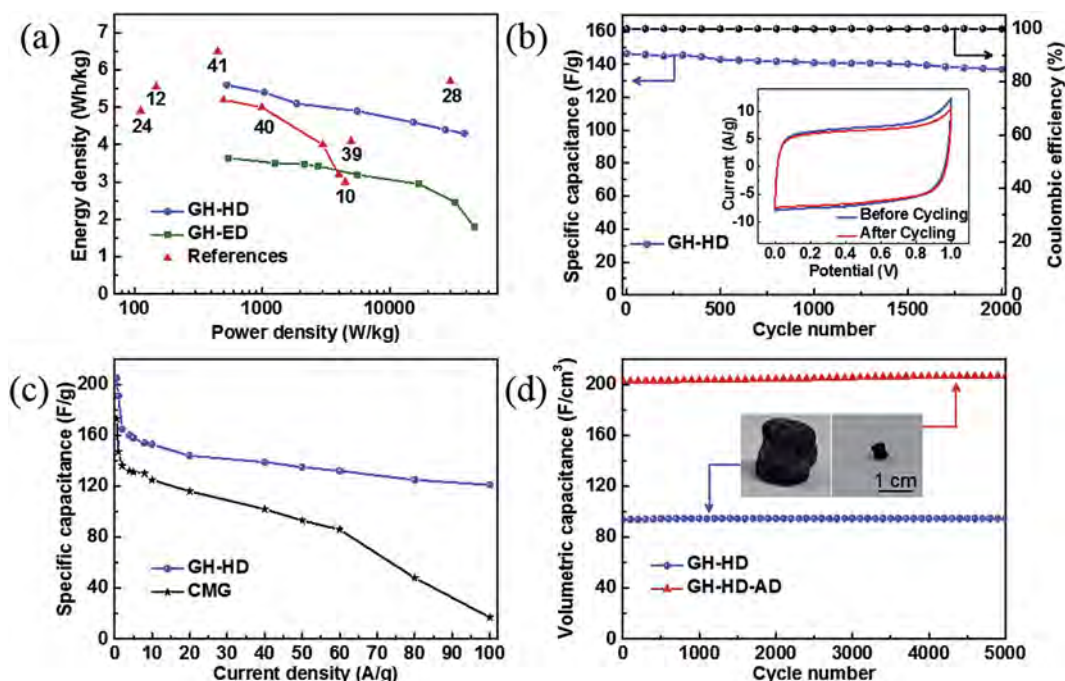 (a)
Energy density (Wh/kg)
7
6
5
4
3
2
1
0
41
12
24
28
40
39
10
GH-HD
GH-ED
References
100
1000
10000
Power density (W/kg)
(b)
Specific capacitance (F/g)
160
140
120
100
80
60
40
20
0
100
80
60
40
20
0
Coulombic efficiency (%)
GH-HD
Current (A/g)
10
5
0
-5
-10
Before Cycling
After Cycling
0.0 0.2 0.4 0.6 0.8 1.0
Potential (V)
0 500 1000 1500 2000
Cycle number
(c)
Specific capacitance (F/g)
200
160
120
80
40
0
GH-HD
CMG
0 10 20 30 40 50 60 70 80 90 100
Current density (A/g)
(d)
Volumetric capacitance (F/cm³)
200
160
120
80
40
0
1 cm
GH-HD
GH-HD-AD
0 1000 2000 3000 4000 5000
Cycle number